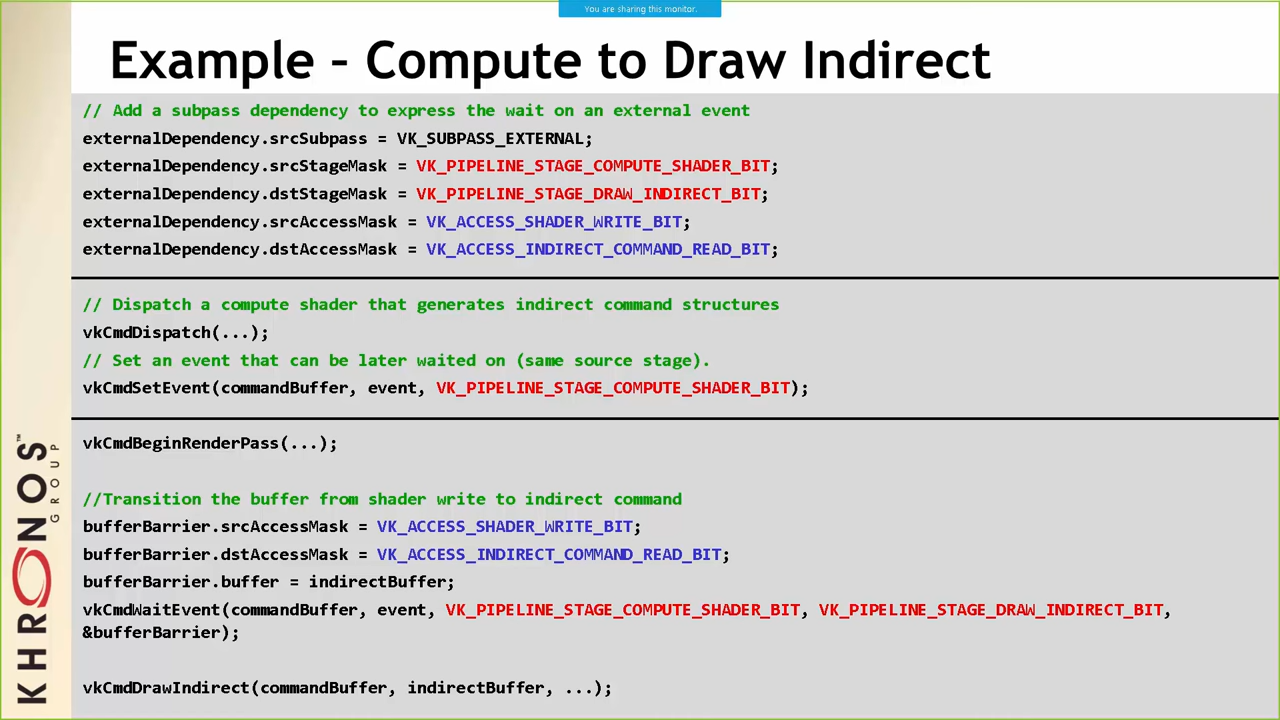 You are sharing this monitor.
Example – Compute to Draw Indirect
// Add a subpass dependency to express the wait on an external event
externalDependency.srcSubpass = VK_SUBPASS_EXTERNAL;
externalDependency.srcStageMask = VK_PIPELINE_STAGE_COMPUTE_SHADER_BIT;
externalDependency.dstStageMask = VK_PIPELINE_STAGE_DRAW_INDIRECT_BIT;
externalDependency.srcAccessMask = VK_ACCESS_SHADER_WRITE_BIT;
externalDependency.dstAccessMask = VK_ACCESS_INDIRECT_COMMAND_READ_BIT;
// Dispatch a compute shader that generates indirect command structures
vkCmdDispatch(...);
// Set an event that can be later waited on (same source stage).
vkCmdSetEvent(commandBuffer, event, VK_PIPELINE_STAGE_COMPUTE_SHADER_BIT);
vkCmdBeginRenderPass(...);
//Transition the buffer from shader write to indirect command
bufferBarrier.srcAccessMask = VK_ACCESS_SHADER_WRITE_BIT;
bufferBarrier.dstAccessMask = VK_ACCESS_INDIRECT_COMMAND_READ_BIT;
bufferBarrier.buffer = indirectBuffer;
vkCmdWaitEvent(commandBuffer, event, VK_PIPELINE_STAGE_COMPUTE_SHADER_BIT, VK_PIPELINE_STAGE_DRAW_INDIRECT_BIT,
&bufferBarrier);
vkCmdDrawIndirect(commandBuffer, indirectBuffer, ...);
KHRONOS™
GROUP